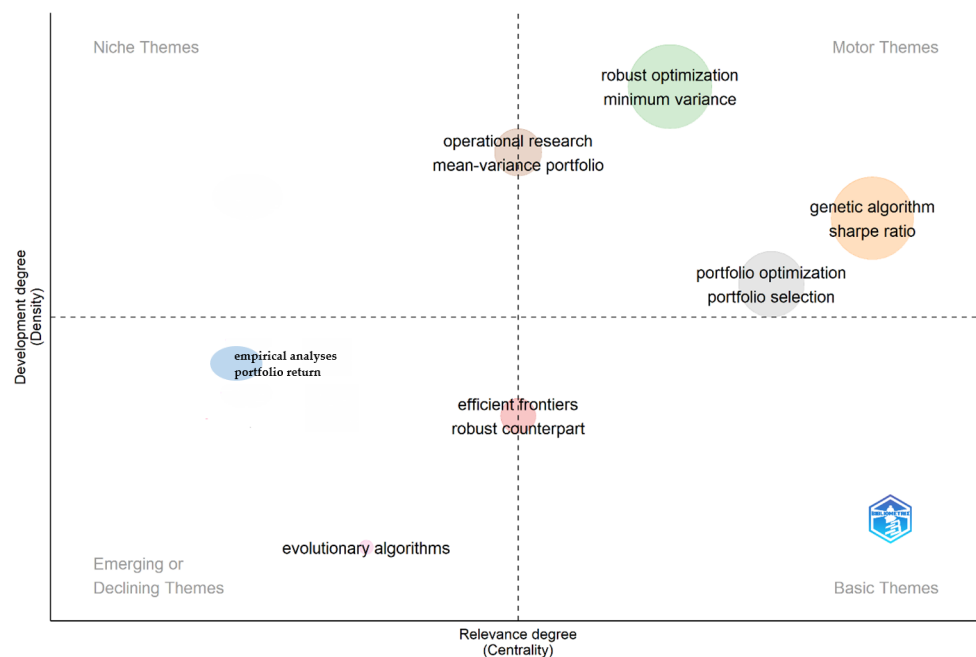 Niche Themes
Motor Themes
robust optimization
minimum variance
operational research
mean-variance portfolio
genetic algorithm
sharpe ratio
portfolio optimization
portfolio selection
Development degree
(Density)
empirical analyses
portfolio return
efficient frontiers
robust counterpart
evolutionary algorithms
BIBLIOMETRIX
Emerging or
Declining Themes
Basic Themes
Relevance degree
(Centrality)